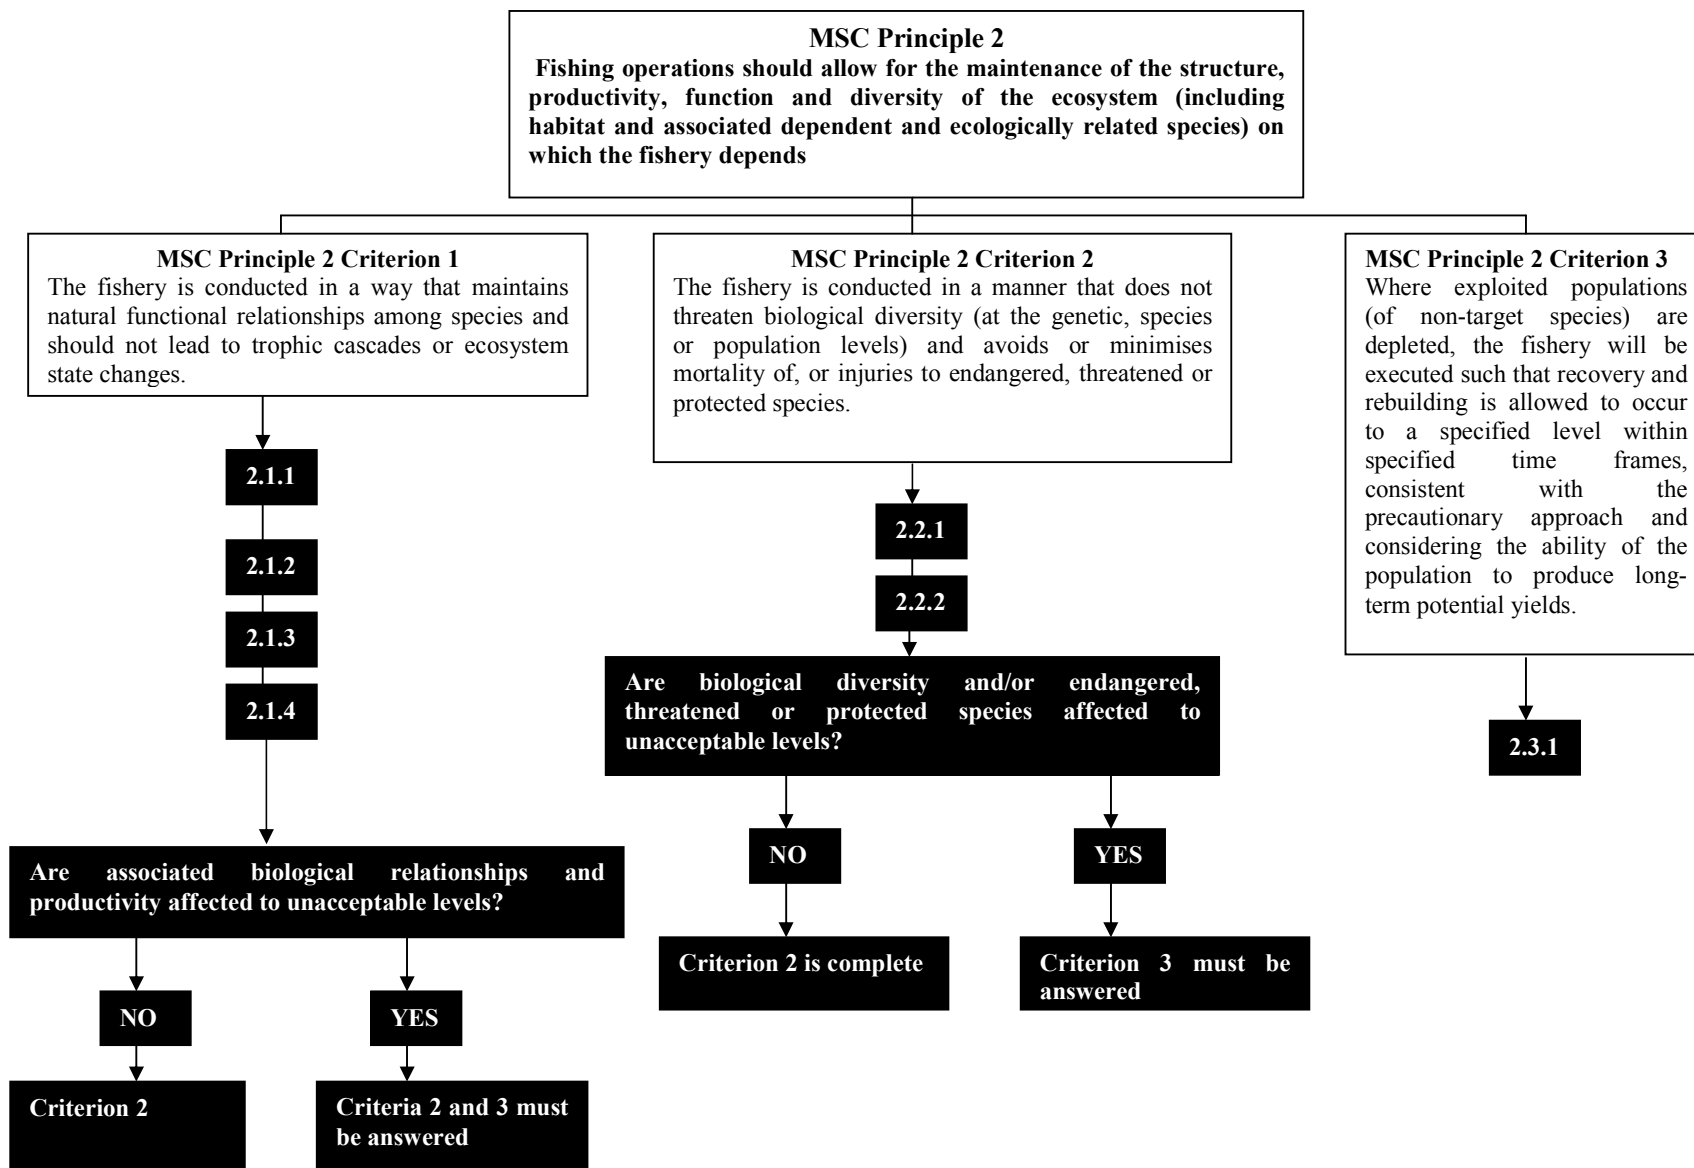 MSC Principle 2
Fishing operations should allow for the maintenance of the structure,
productivity, function and diversity of the ecosystem (including
habitat and associated dependent and ecologically related species) on
which the fishery depends
MSC Principle 2 Criterion 1
The fishery is conducted in a way that maintains
natural functional relationships among species and
should not lead to trophic cascades or ecosystem
state changes.
2.1.1
2.1.2
2.1.3
2.1.4
Are associated biological relationships and
productivity affected to unacceptable levels?
NO
YES
Criterion 2
Criteria 2 and 3 must
be answered
MSC Principle 2 Criterion 2
The fishery is conducted in a manner that does not
threaten biological diversity (at the genetic, species
or population levels) and avoids or minimises
mortality of, or injuries to endangered, threatened or
protected species.
2.2.1
2.2.2
Are biological diversity and/or endangered,
threatened or protected species affected to
unacceptable levels?
NO
YES
Criterion 2 is complete
Criterion 3 must be
answered
MSC Principle 2 Criterion 3
Where exploited populations
(of non-target species) are
depleted, the fishery will be
executed such that recovery and
rebuilding is allowed to occur
to a specified level within
specified time frames,
consistent with the
precautionary approach and
considering the ability of the
population to produce long-
term potential yields.
2.3.1